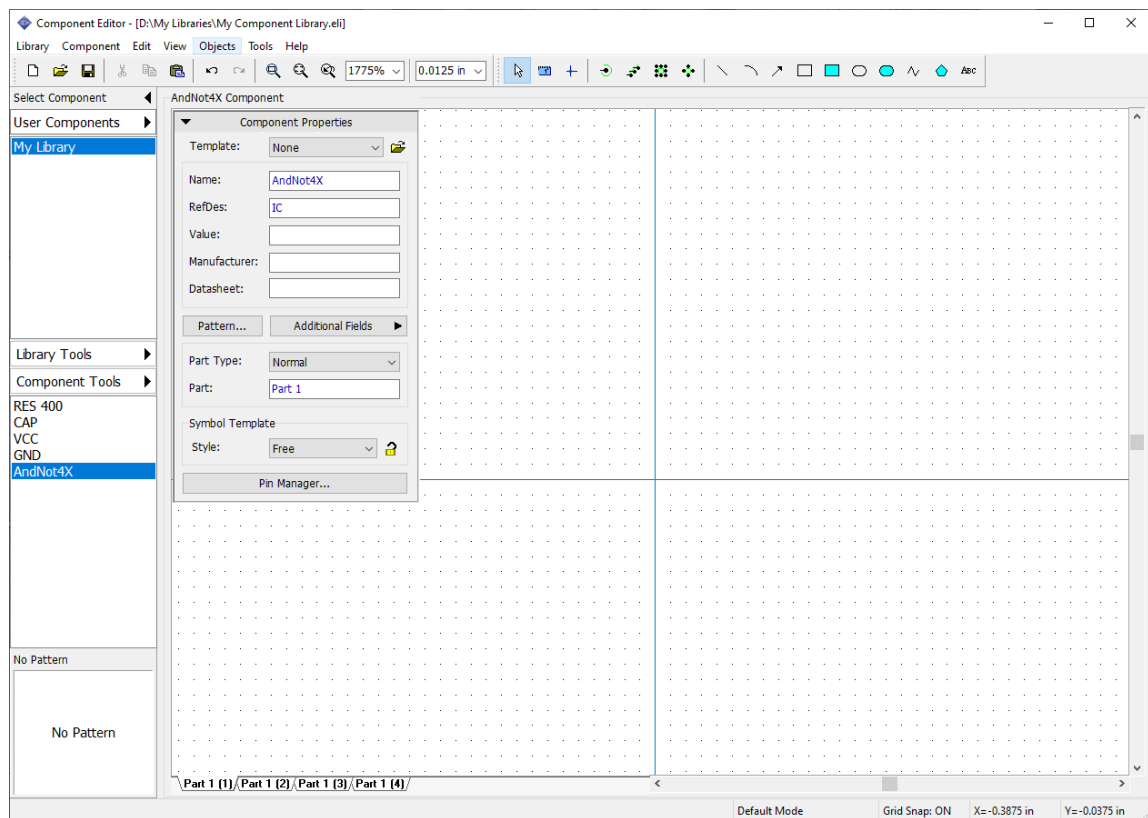 Component Editor - [D:\My Libraries\My Component Library.eli]
Library Component Edit View Objects Tools Help
1775% 0.0125 in ABC
Select Component
AndNot4X Component
User Components
My Library
Component Properties
Template: None
Name: AndNot4X
RefDes: IC
Value:
Manufacturer:
Datasheet:
Pattern... Additional Fields
Part Type: Normal
Part: Part 1
Symbol Template
Style: Free
Pin Manager...
Library Tools
Component Tools
RES 400
CAP
VCC
GND
AndNot4X
No Pattern
No Pattern
Part 1 (1) Part 1 (2) Part 1 (3) Part 1 (4)
Default Mode Grid Snap: ON X=-0.3875 in Y=-0.0375 in